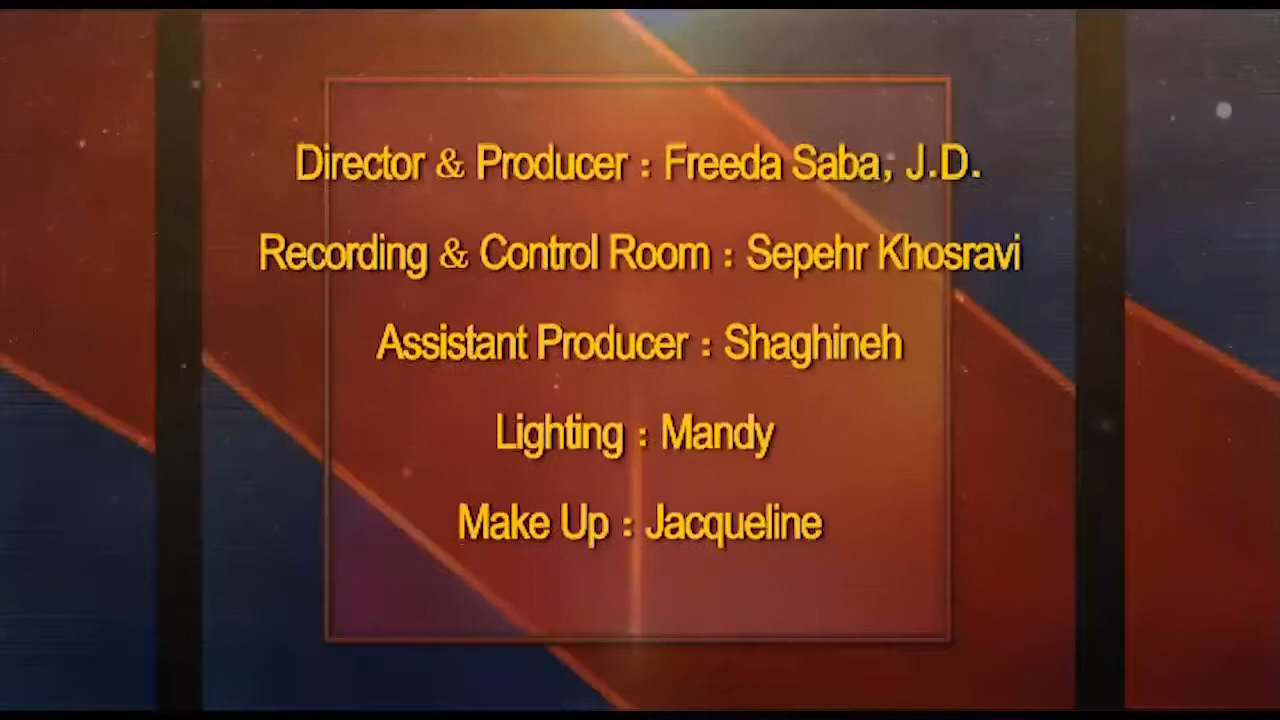 Director & Producer : Freeda Saba, J.D.
Recording & Control Room : Sepehr Khosravi
Assistant Producer : Shaghineh
Lighting : Mandy
Make Up : Jacqueline